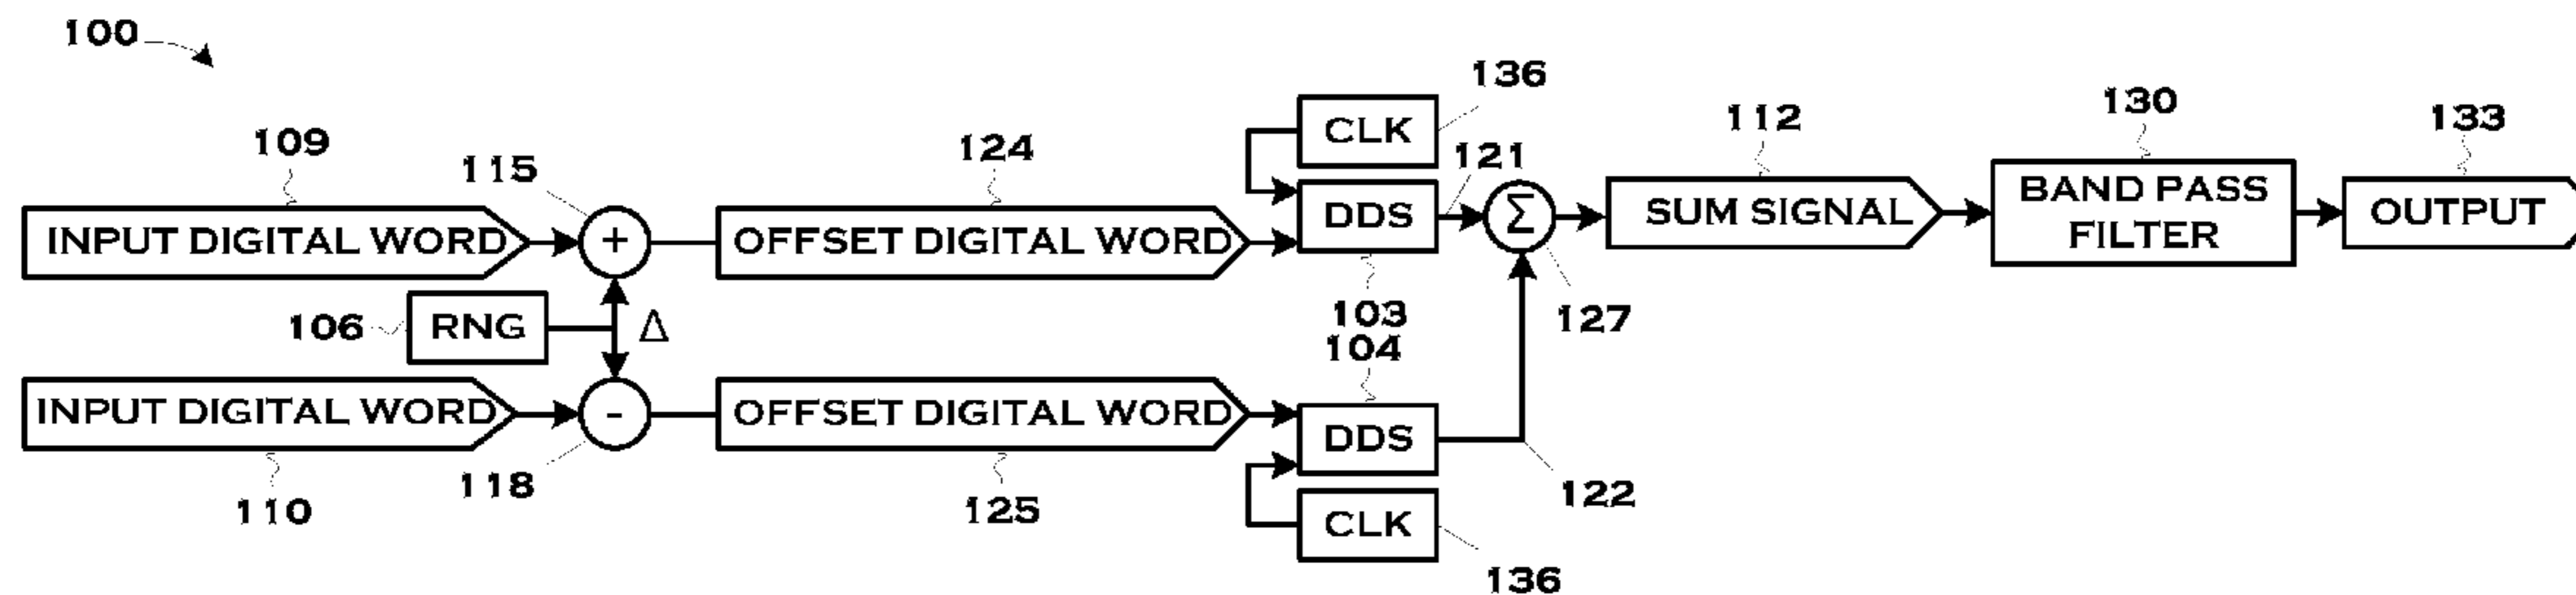 100
136
CLK
109
115
124
121
112
130
133
INPUT DIGITAL WORD
+
OFFSET DIGITAL WORD
DDS
Σ
SUM SIGNAL
BAND PASS
FILTER
OUTPUT
106
RNG
Δ
103
127
104
INPUT DIGITAL WORD
-
OFFSET DIGITAL WORD
DDS
110
118
125
122
CLK
136